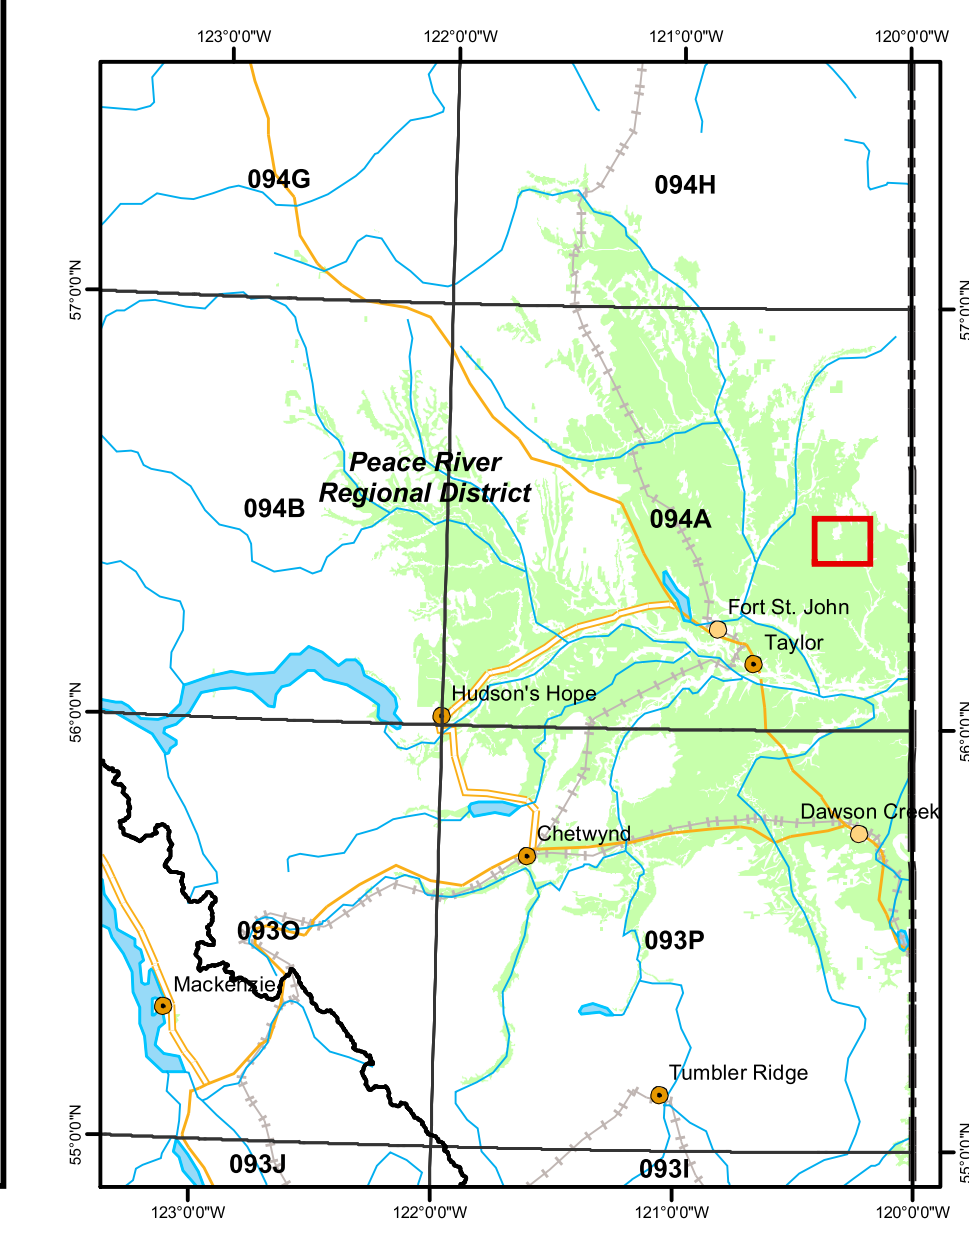 123°0'0"W 122°0'0"W 121°0'0"W 120°0'0"W
094G
094H
57°0'0"N
57°0'0"N
Peace River
Regional District
094B
094A
Fort St. John
Taylor
Hudson's Hope
56°0'0"N
56°0'0"N
Dawson Creek
Chetwynd
093O
093P
Mackenzie
Tumbler Ridge
55°0'0"N
55°0'0"N
093J
093I
123°0'0"W 122°0'0"W 121°0'0"W 120°0'0"W